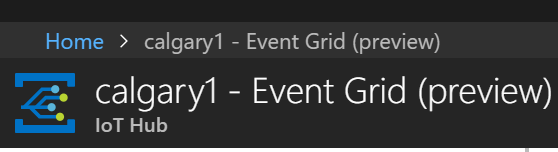 Home > calgary1 - Event Grid (preview)
calgary1 - Event Grid (preview)
IoT Hub